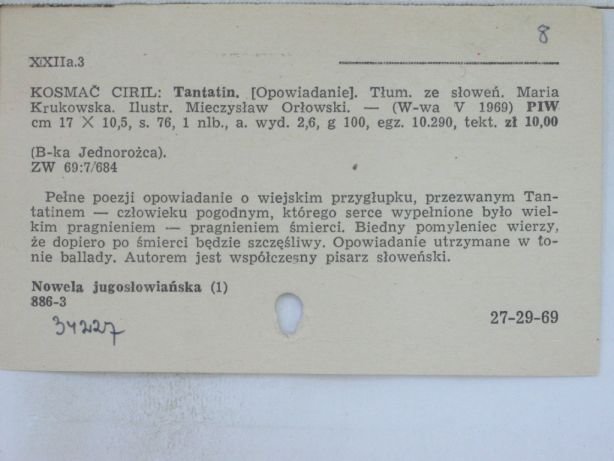 8
XXIIa.3
KOSMAČ CIRIL: Tantatin. [Opowiadanie]. Tłum. ze słoweń. Maria
Krukowska. Ilustr. Mieczysław Orłowski. — (W-wa V 1969) PIW
cm 17 X 10,5, s. 76, 1 nlb., a. wyd. 2,6, g 100, egz. 10.290, tekt. zł 10,00
(B-ka Jednorożca).
ZW 69:7/684
Pełne poezji opowiadanie o wiejskim przygłupku, przezwanym Tan-
tatinem — człowieku pogodnym, którego serce wypełnione było wiel-
kim pragnieniem — pragnieniem śmierci. Biedny pomyleniec wierzy,
że dopiero po śmierci będzie szczęśliwy. Opowiadanie utrzymane w to-
nie ballady. Autorem jest współczesny pisarz słoweński.
Nowela jugosłowiańska (1)
886-3
34227
27-29-69